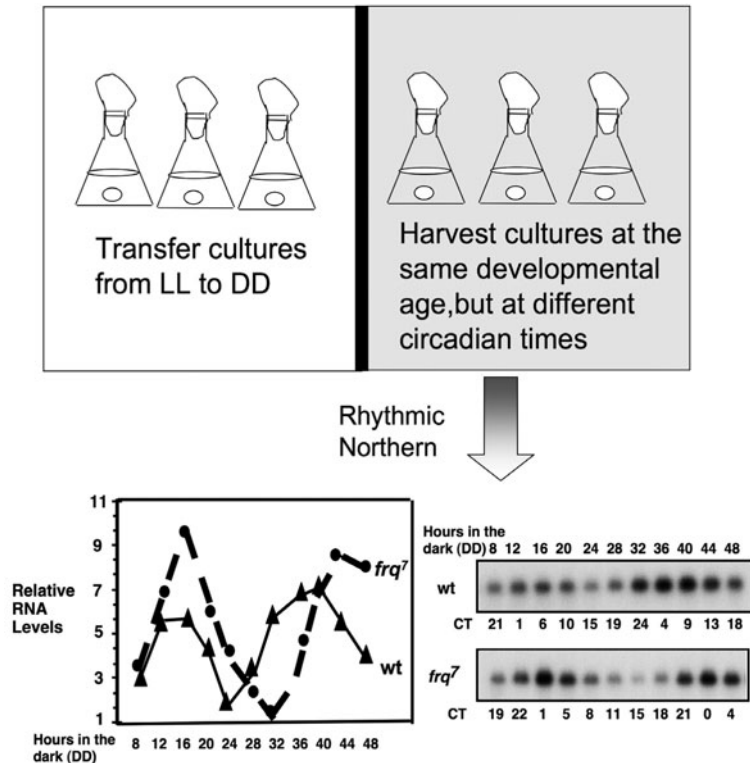 Transfer cultures
from LL to DD
Harvest cultures at the
same developmental
age,but at different
circadian times
Rhythmic
Northern
11
9
7
5
3
1
Relative
RNA
Levels
frq7
wt
Hours in the
dark (DD)
8 12 16 20 24 28 32 36 40 44 48
Hours in the
dark (DD) 8 12 16 20 24 28 32 36 40 44 48
wt
CT 21 1 6 10 15 19 24 4 9 13 18
frq7
CT 19 22 1 5 8 11 15 18 21 0 4